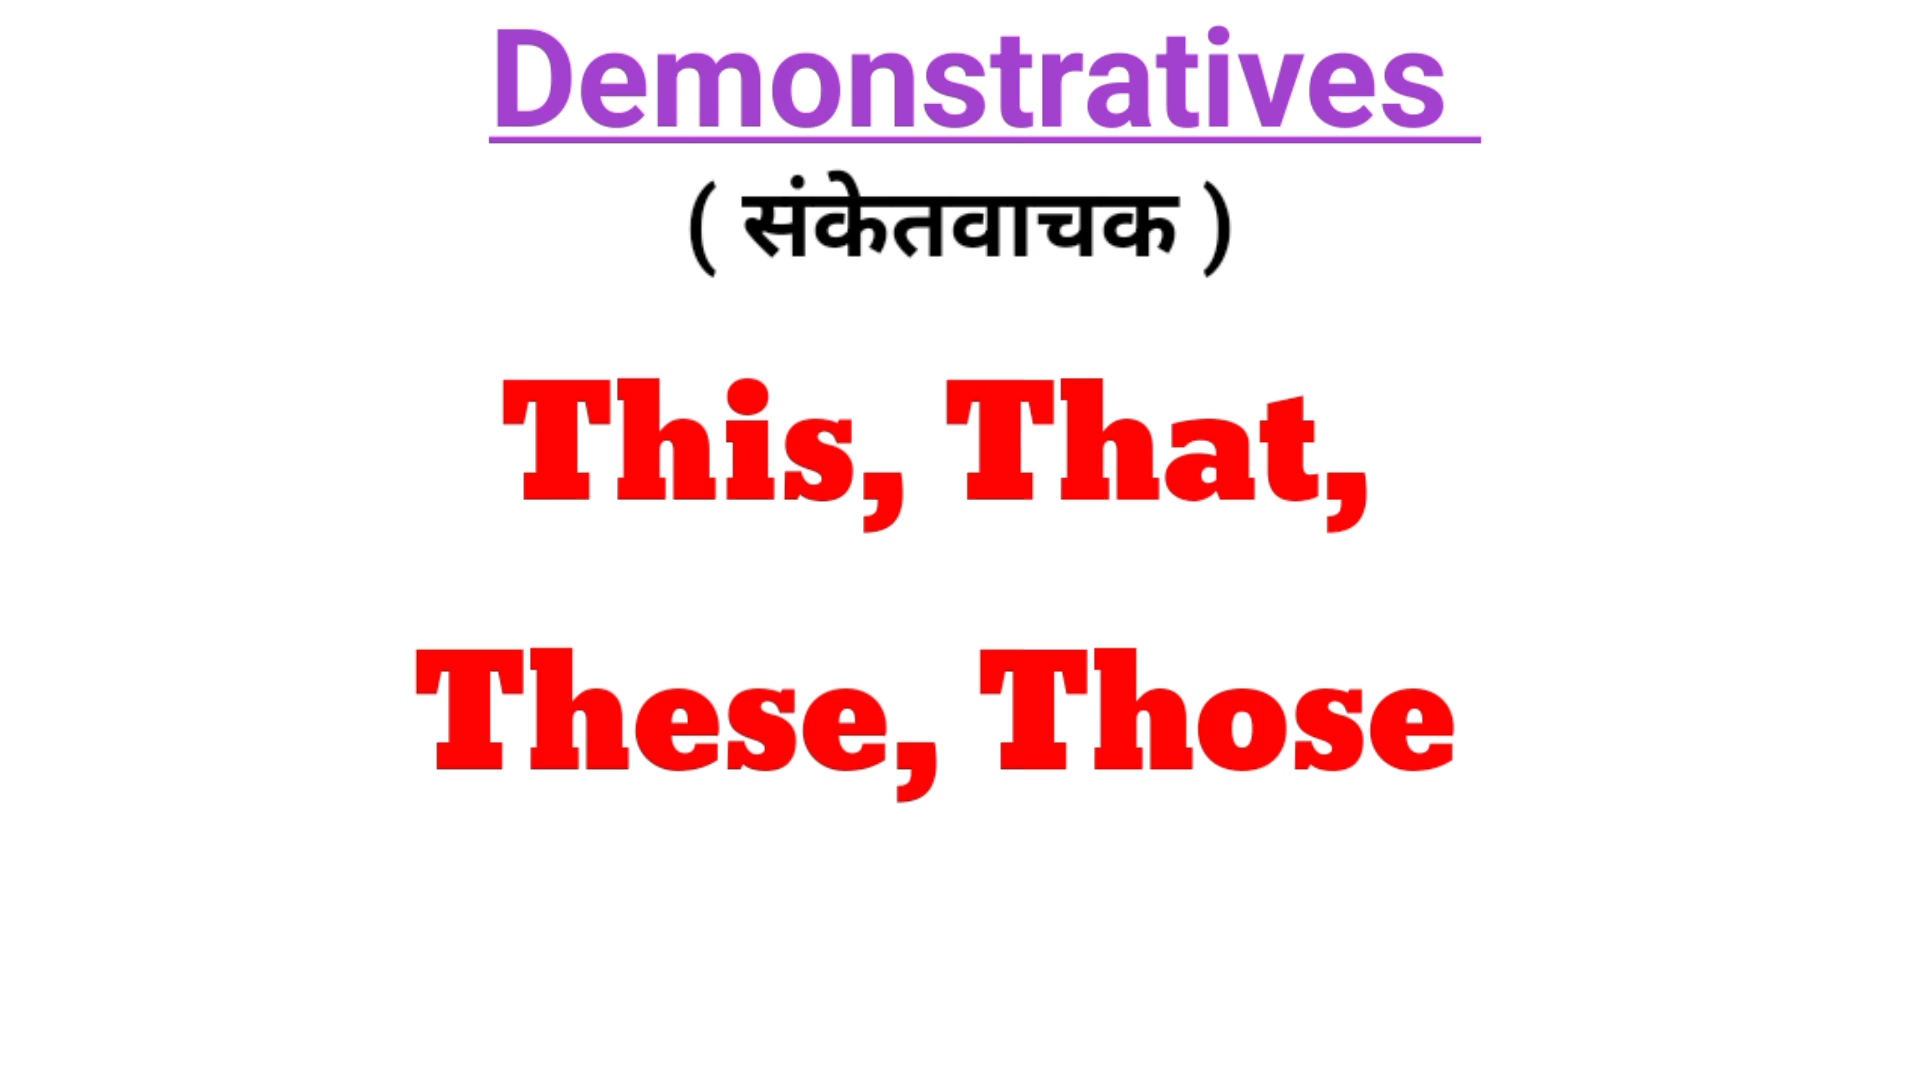 Demonstratives
( संकेतवाचक )
This, That,
These, Those